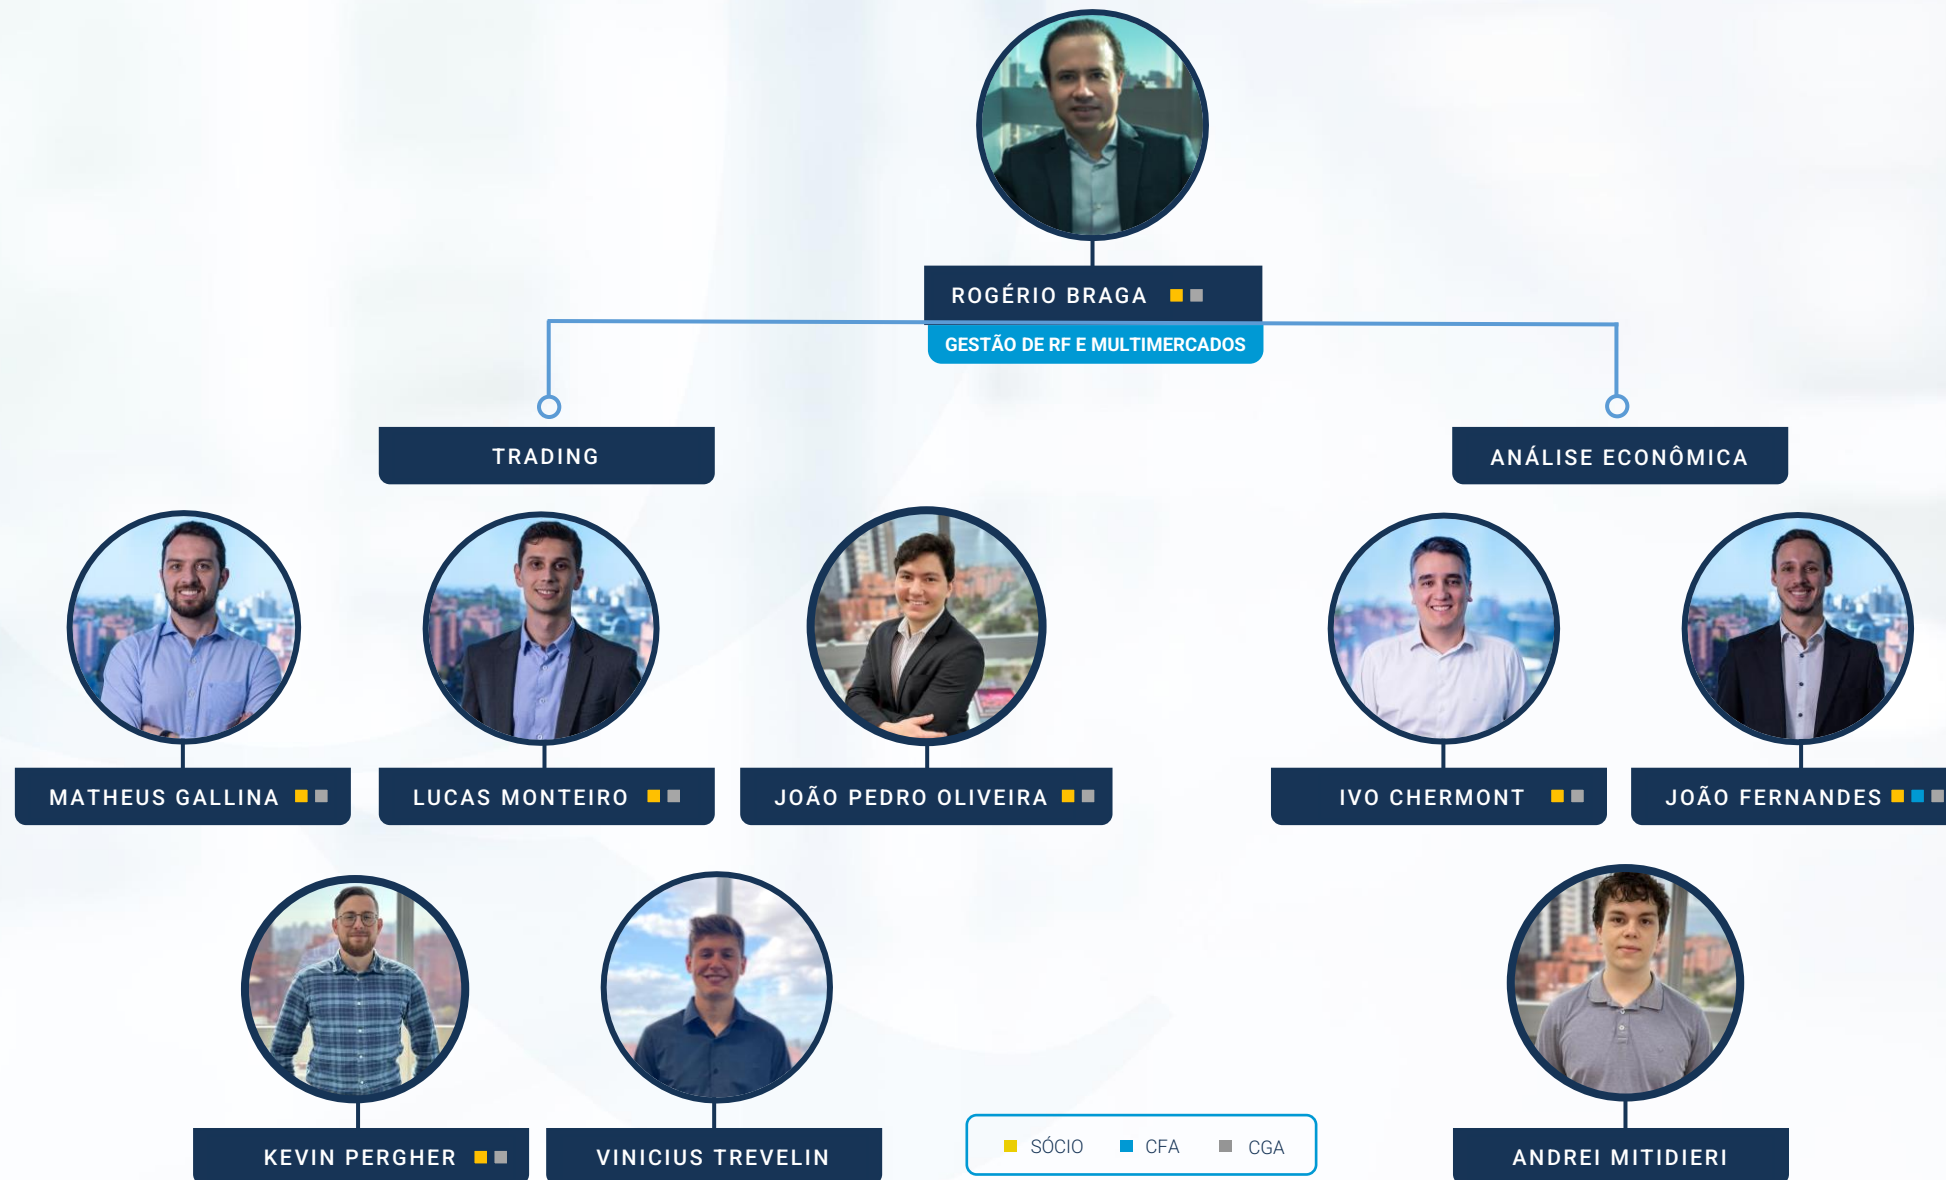 ROGÉRIO BRAGA
GESTÃO DE RF E MULTIMERCADOS
TRADING
ANÁLISE ECONÔMICA
MATHEUS GALLINA
LUCAS MONTEIRO
JOÃO PEDRO OLIVEIRA
IVO CHERMONT
JOÃO FERNANDES
KEVIN PERGHER
VINICIUS TREVELIN
SÓCIO
CFA
CGA
ANDREI MITIDIERI